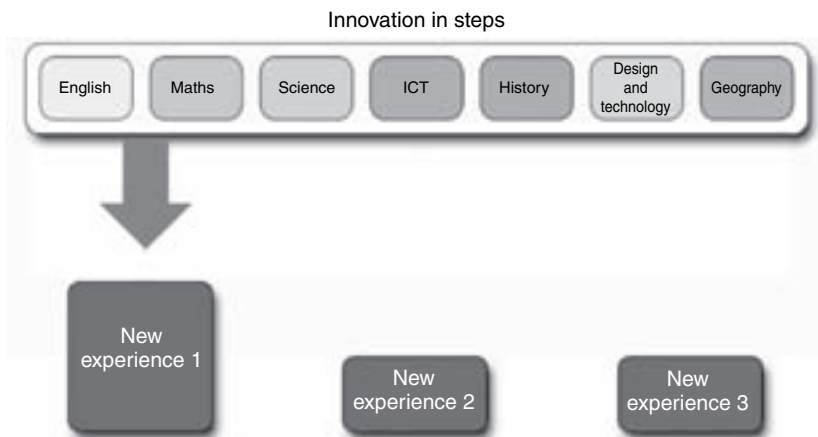 Innovation in steps
English
Maths
Science
ICT
History
Design
and
technology
Geography
New
experience 1
New
experience 2
New
experience 3